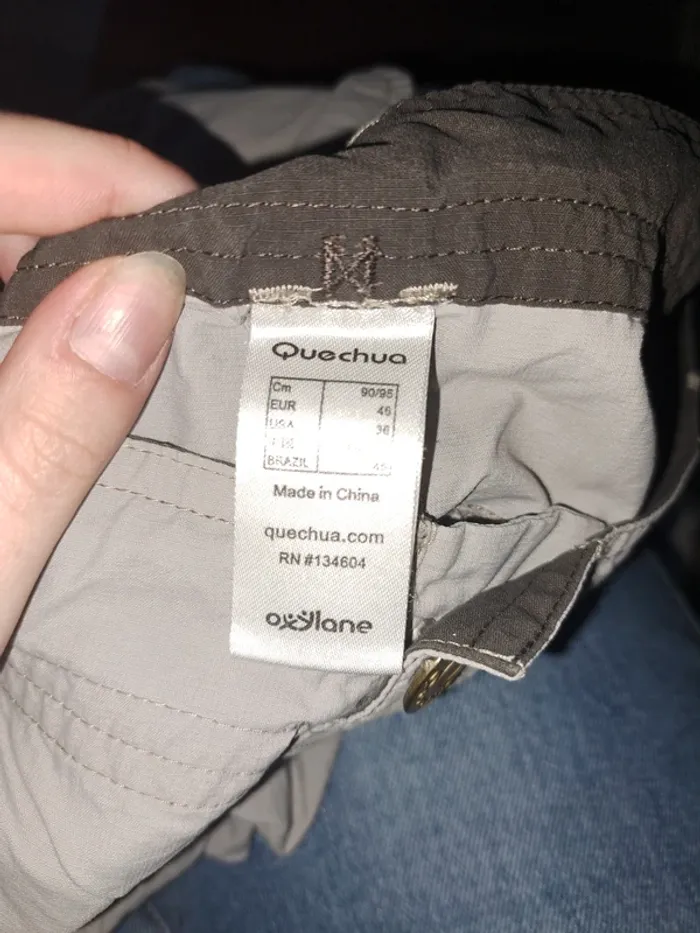 Quechua
Cm 90/95
EUR 46
USA 36
BRAZIL
Made in China
quechua.com
RN #134604
oxylane